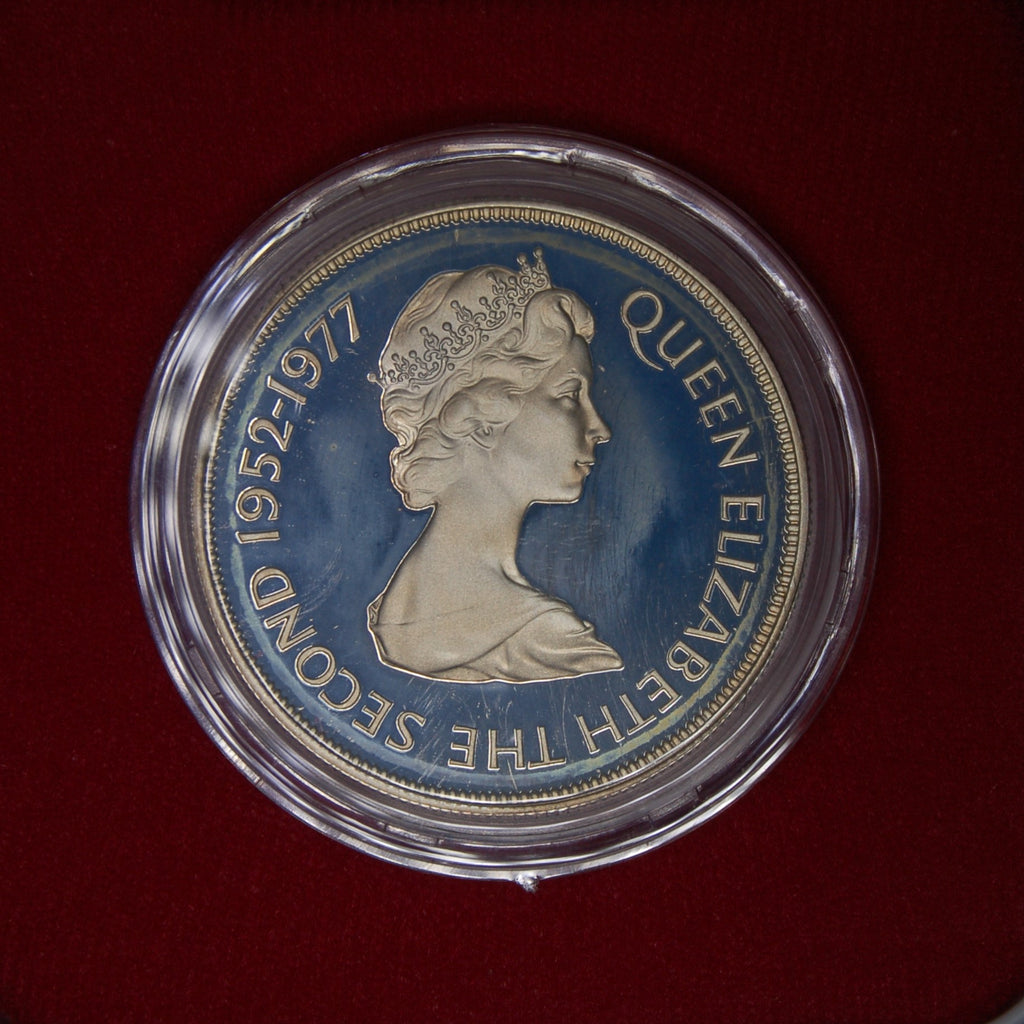 QUEEN ELIZABETH THE SECOND 1952-1977